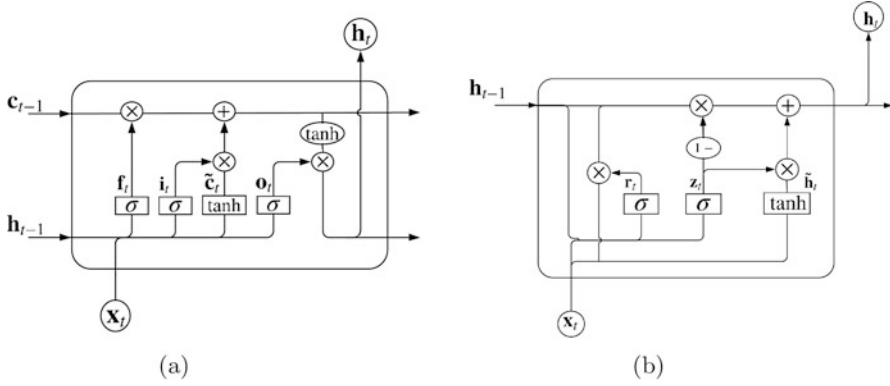 h_t
c_{t−1}
× +
tanh
× ×
f_t i_t c̃_t o_t
σ σ tanh σ
h_{t−1}
x_t
(a)
h_t
h_{t−1}
× +
1 −
× ×
r_t z_t h̃_t
σ σ tanh
x_t
(b)